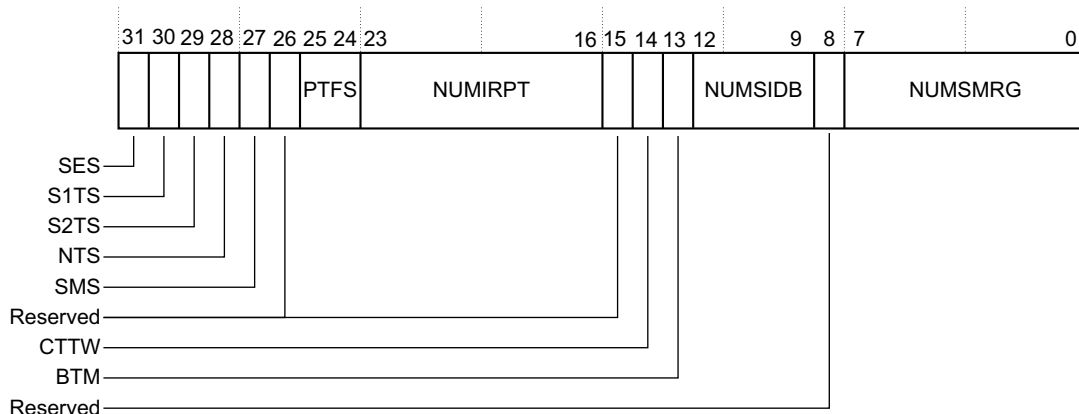 31 30 29 28 27 26 25 24 23 16 15 14 13 12 9 8 7 0
PTFS NUMIRPT NUMSIDB NUMSMRG
SES
S1TS
S2TS
NTS
SMS
Reserved
CTTW
BTM
Reserved